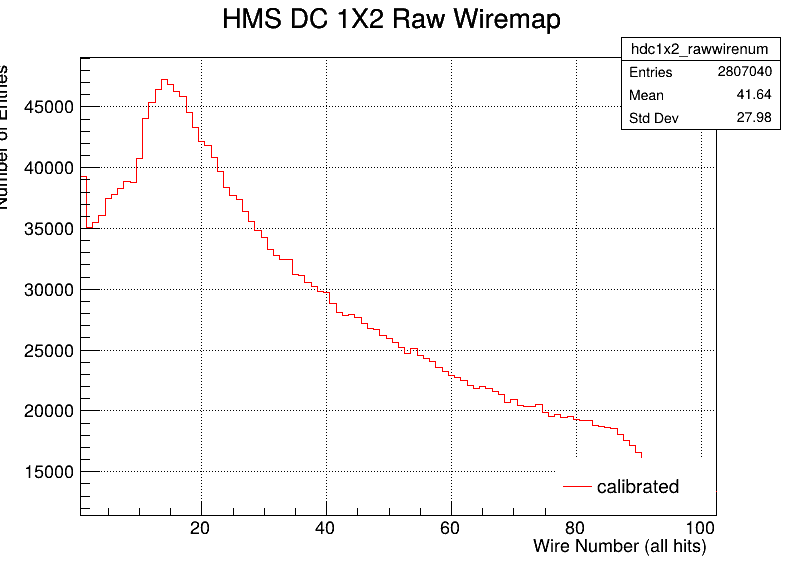 HMS DC 1X2 Raw Wiremap
hdc1x2_rawwirenum
Entries 2807040
Mean 41.64
Std Dev 27.98
Number of Entries
45000
40000
35000
30000
25000
20000
15000
calibrated
20 40 60 80 100
Wire Number (all hits)